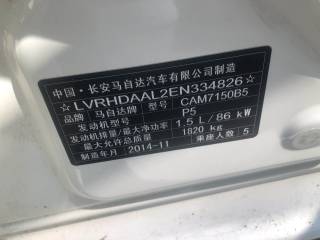 中国·长安马自达汽车有限公司制造
☆LVRHDAAL2EN334826☆
品牌 马自达 型号 CAM7150B5
发动机型号 P5
发动机排量/最大净功率 1.5 L / 86 kW
最大允许总质量 1820 kg
制造年月 2014-11 乘座人数 5